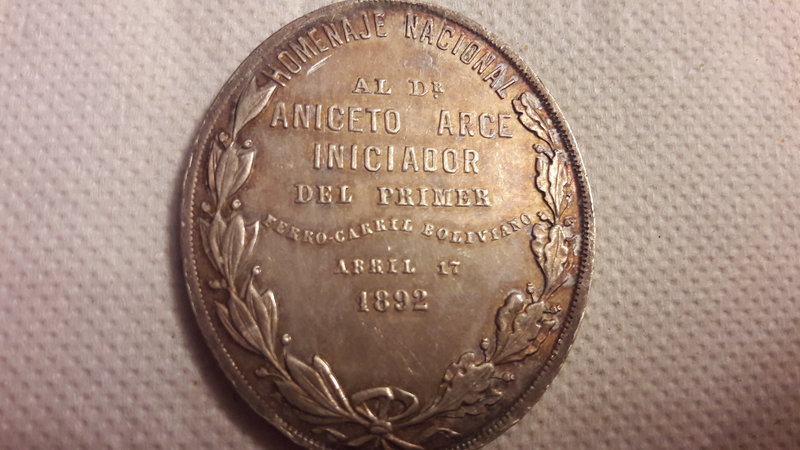 HOMENAJE NACIONAL
AL DR
ANICETO ARCE
INICIADOR
DEL PRIMER
FERRO-CARRIL BOLIVIANO
ABRIL 17
1892